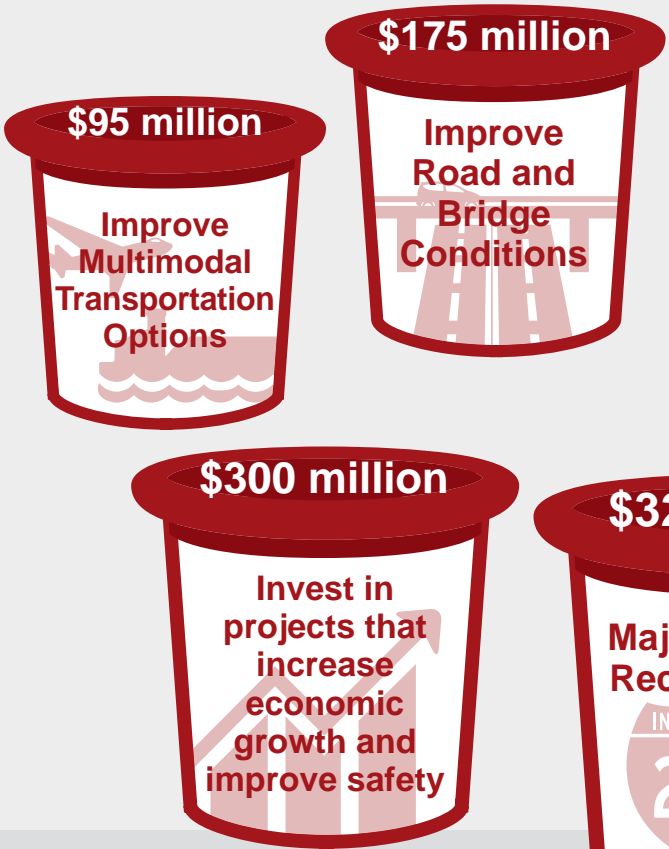 $175 million
Improve
Road and
Bridge
Conditions
$95 million
Improve
Multimodal
Transportation
Options
$300 million
Invest in
projects that
increase
economic
growth and
improve safety